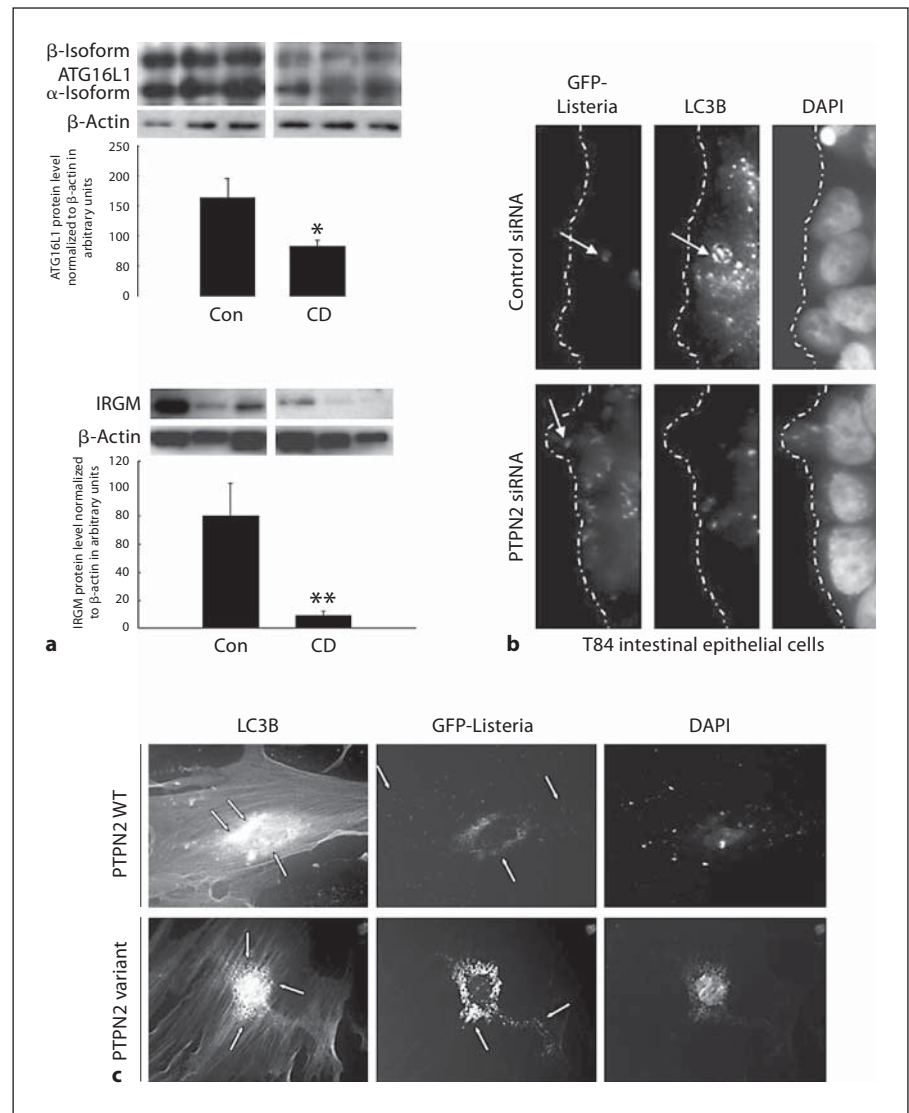 β-Isoform
ATG16L1
α-Isoform
β-Actin
ATG16L1 protein level
normalized to β-actin in
arbitrary units
250
200
150
100
80
0
*
Con
CD
IRGM
β-Actin
IRGM protein level normalized
to β-actin in arbitrary units
120
100
80
60
40
20
0
**
Con
CD
a
GFP-
Listeria
LC3B
DAPI
Control siRNA
PTPN2 siRNA
b
T84 intestinal epithelial cells
LC3B
GFP-Listeria
DAPI
PTPN2 WT
PTPN2 variant
c